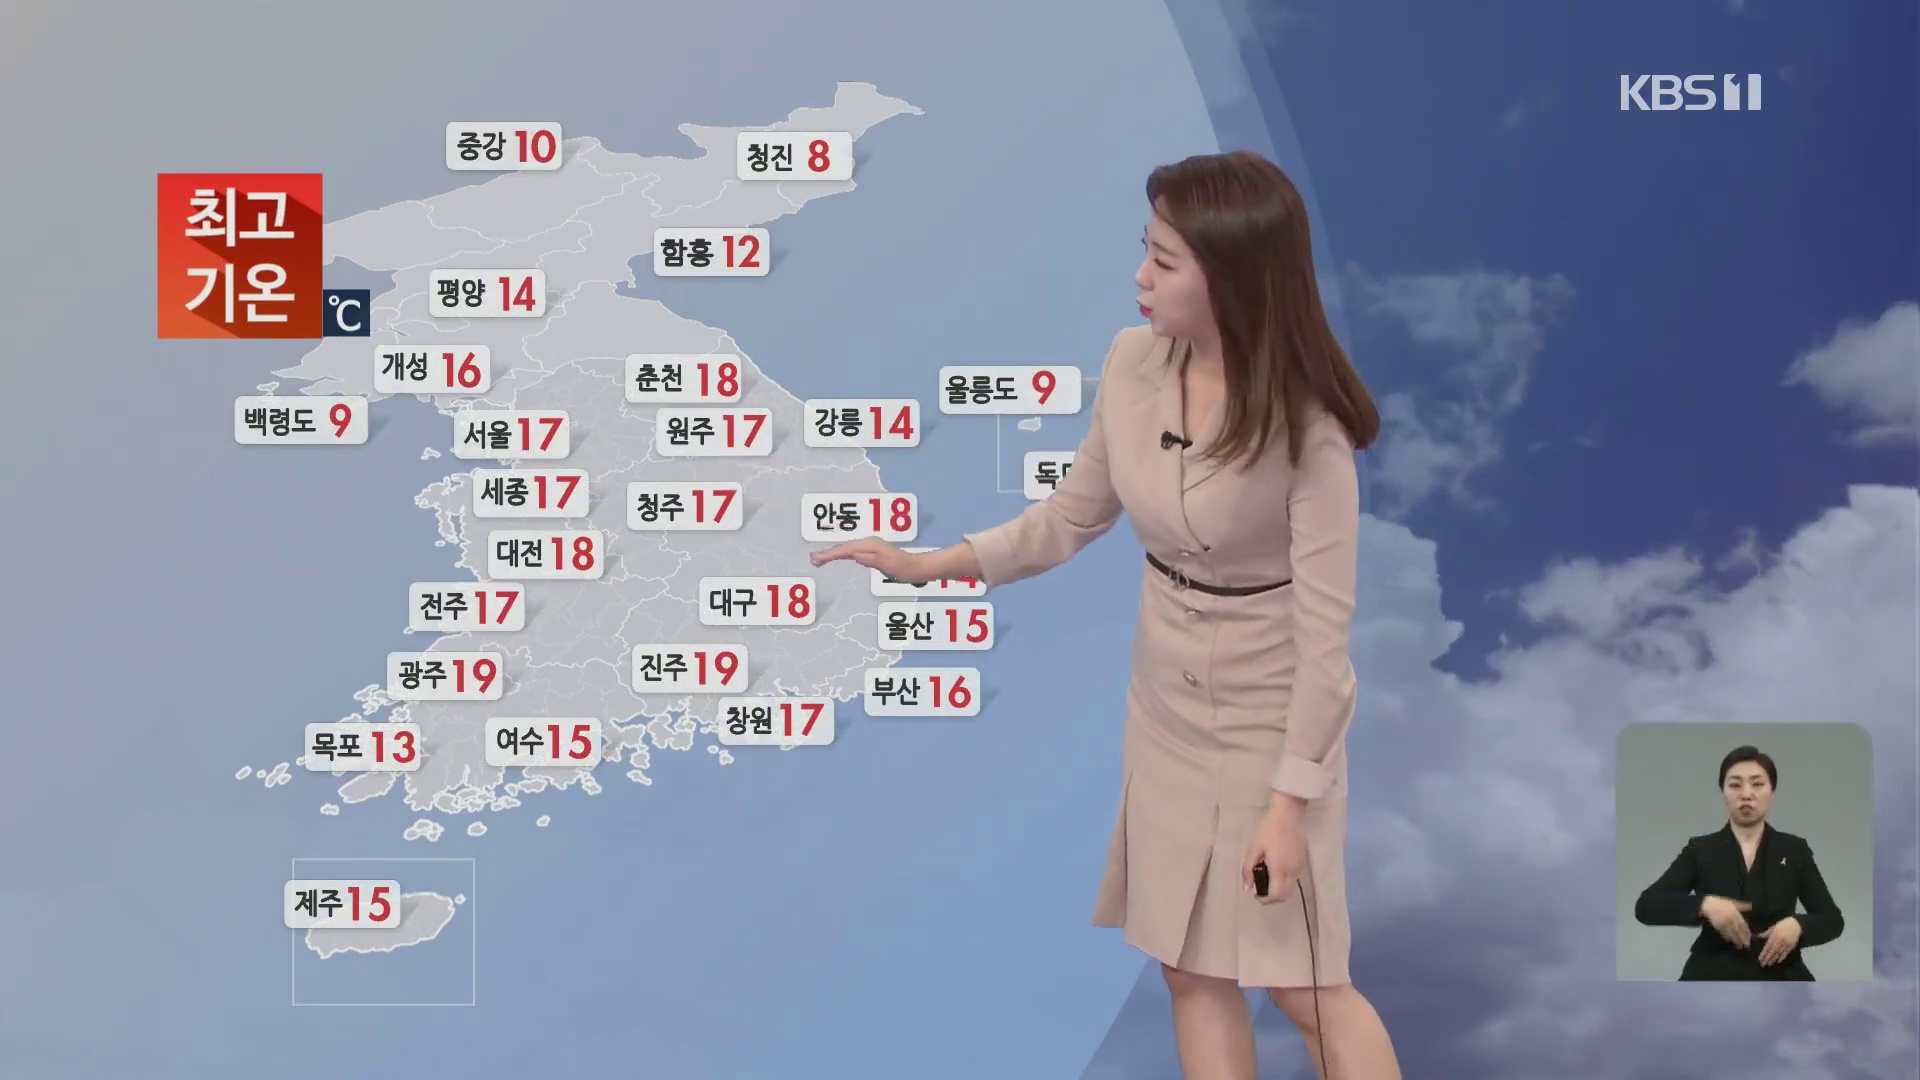 KBS 1
중강 10
청진 8
최고
기온
℃
함흥 12
평양 14
개성 16
춘천 18
울릉도 9
백령도 9
서울 17
원주 17
강릉 14
세종 17
청주 17
안동 18
대전 18
14
전주 17
대구 18
울산 15
광주 19
진주 19
부산 16
목포 13
여수 15
창원 17
제주 15